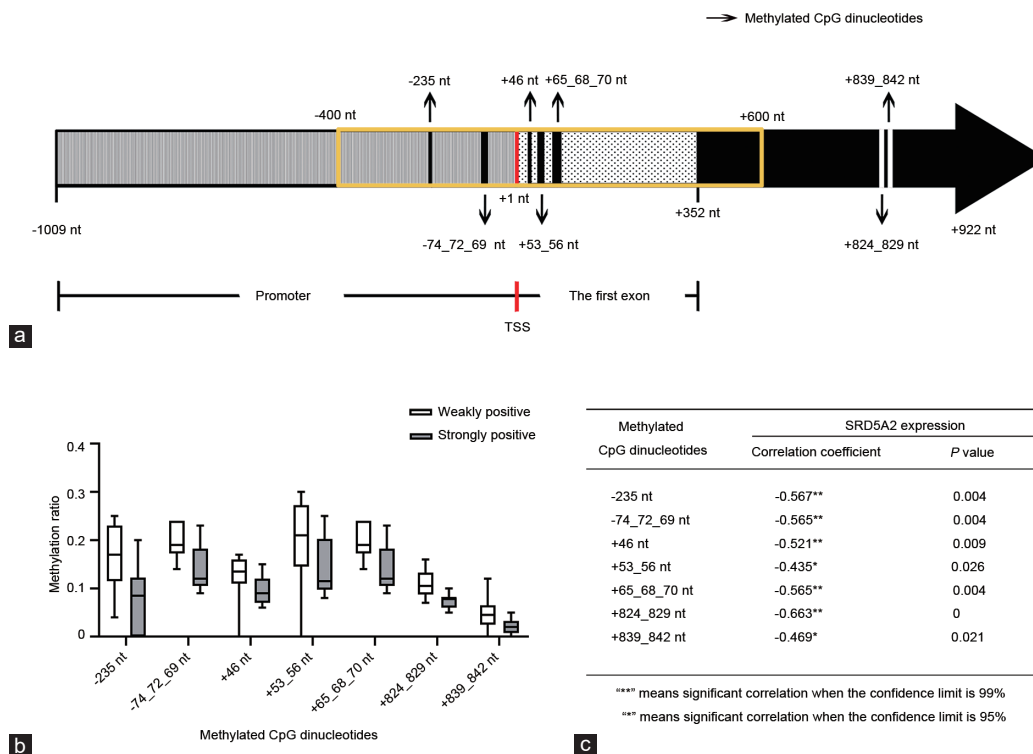 Methylated CpG dinucleotides
-235 nt
+46 nt
+65_68_70 nt
+839_842 nt
-400 nt
+600 nt
+1 nt
-1009 nt
-74_72_69 nt
+53_56 nt
+352 nt
+824_829 nt
+922 nt
Promoter
The first exon
TSS
a
Weakly positive
Strongly positive
Methylation ratio
0.4
0.3
0.2
0.1
0
-235 nt
-74_72_69 nt
+46 nt
+53_56 nt
+65_68_70 nt
+824_829 nt
+839_842 nt
Methylated CpG dinucleotides
b
Methylated SRD5A2 expression
CpG dinucleotides Correlation coefficient P value
-235 nt -0.567** 0.004
-74_72_69 nt -0.565** 0.004
+46 nt -0.521** 0.009
+53_56 nt -0.435* 0.026
+65_68_70 nt -0.565** 0.004
+824_829 nt -0.663** 0
+839_842 nt -0.469* 0.021
“**” means significant correlation when the confidence limit is 99%
“*” means significant correlation when the confidence limit is 95%
c